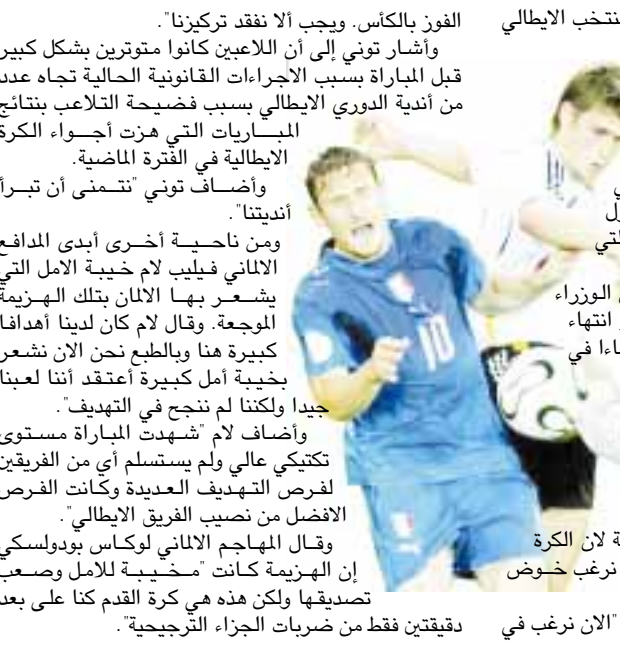 نتخب الايطالي
ي
ول
لتي
الوزراء
انتهاء
اءا في
ة لان الكرة
نرغب خوض
"الان نرغب في
الفوز بالكأس. ويجب ألا نفقد تركيزنا".
وأشار توني إلى أن اللاعبين كانوا متوترين بشكل كبير
قبل المباراة بسبب الاجراءات القانونية الحالية تجاه عدد
من أندية الدوري الايطالي بسبب فضيحة التلاعب بنتائج
المباريات التي هزت أجواء الكرة
الايطالية في الفترة الماضية.
وأضاف توني "نتمنى أن تبرأ
أنديتنا".
ومن ناحية أخرى أبدى المدافع
الالماني فيليب لام خيبة الامل التي
يشعر بها الالمان بتلك الهزيمة
الموجعة. وقال لام كان لدينا أهدافا
كبيرة هنا وبالطبع نحن الان نشعر
بخيبة أمل كبيرة أعتقد أننا لعبنا
جيدا ولكننا لم ننجح في التهديف".
وأضاف لام "شهدت المباراة مستوى
تكتيكي عالي ولم يستسلم أي من الفريقين
لفرص التهديف العديدة وكانت الفرص
الافضل من نصيب الفريق الايطالي".
وقال المهاجم الالماني لوكاس بودولسكي
إن الهزيمة كانت "مخيبة للامل وصعب
تصديقها ولكن هذه هي كرة القدم كنا على بعد
دقيقتين فقط من ضربات الجزاء الترجيحية".
10